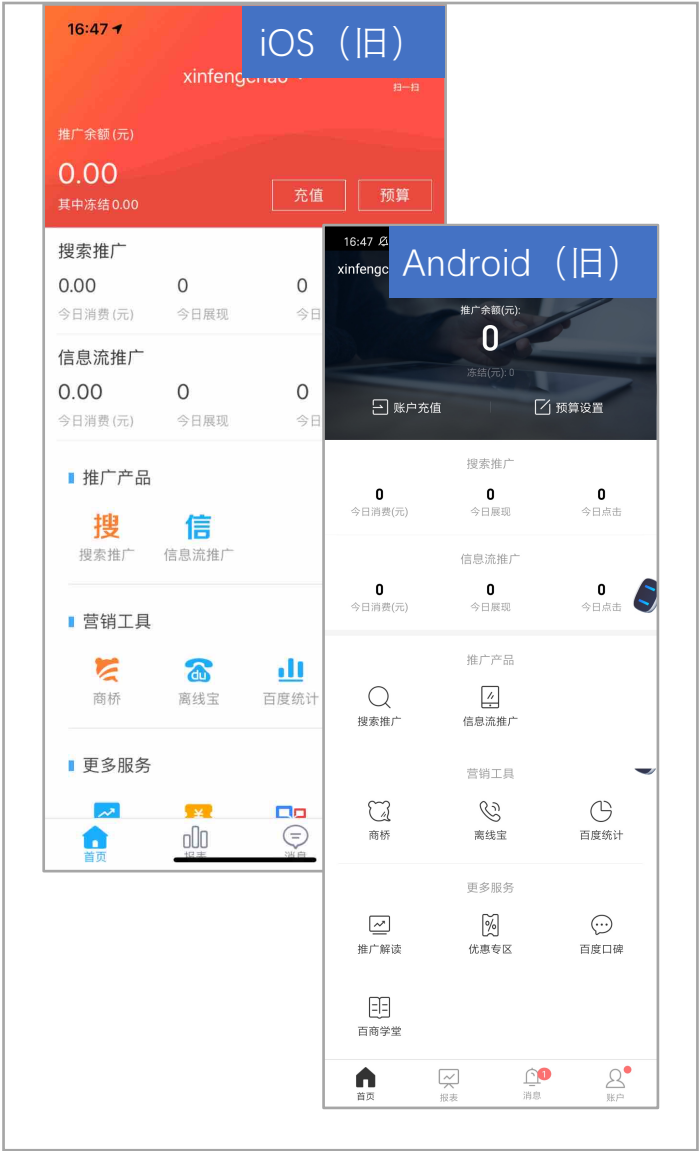 16:47
iOS（旧）
xinfengchao
扫一扫
推广余额(元)
0.00
其中冻结0.00
充值
预算
搜索推广
0.00
0
0
今日消费(元)
今日展现
今日
信息流推广
0.00
0
0
今日消费(元)
今日展现
今日
推广产品
搜
信
搜索推广
信息流推广
营销工具
du
商桥
离线宝
百度统计
更多服务
¥
首页
报表
消息
16:47
Android（旧）
xinfengc
推广余额(元):
0
冻结(元): 0
账户充值
预算设置
搜索推广
0
0
0
今日消费(元)
今日展现
今日点击
信息流推广
0
0
0
今日消费(元)
今日展现
今日点击
推广产品
搜索推广
信息流推广
营销工具
商桥
离线宝
百度统计
更多服务
%
推广解读
优惠专区
百度口碑
百商学堂
1
首页
报表
消息
账户